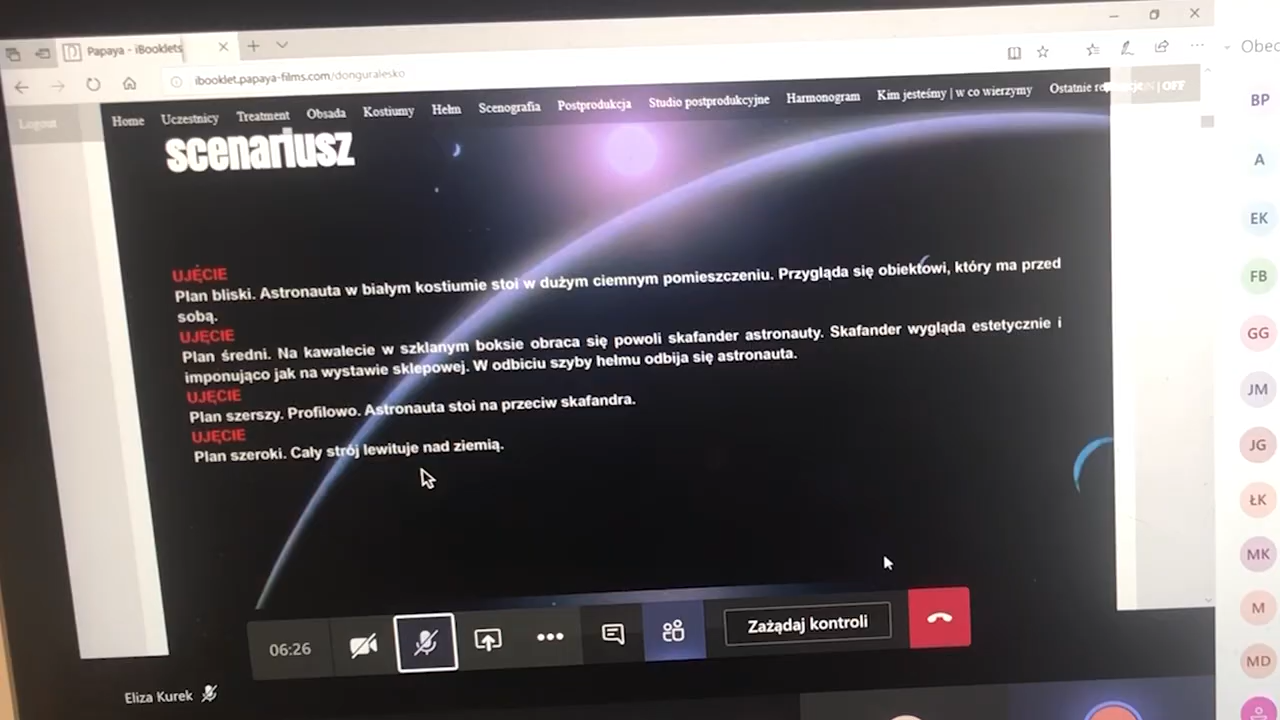 Papaya - iBooklets
ibooklet.papaya-films.com/donguralesko
Obec
Logout
Home Uczestnicy Treatment Obsada Kostiumy Hełm Scenografia Postprodukcja Studio postprodukcyjne Harmonogram Kim jesteśmy | w co wierzymy Ostatnie
| OFF
scenariusz
UJĘCIE
Plan bliski. Astronauta w białym kostiumie stoi w dużym ciemnym pomieszczeniu. Przygląda się obiektowi, który ma przed
sobą.
UJĘCIE
Plan średni. Na kawalecie w szklanym boksie obraca się powoli skafander astronauty. Skafander wygląda estetycznie i
imponująco jak na wystawie sklepowej. W odbiciu szyby hełmu odbija się astronauta.
UJĘCIE
Plan szerszy. Profilowo. Astronauta stoi na przeciw skafandra.
UJĘCIE
Plan szeroki. Cały strój lewituje nad ziemią.
06:26
Zażądaj kontroli
Eliza Kurek
BP
A
EK
FB
GG
JM
JG
ŁK
MK
M
MD